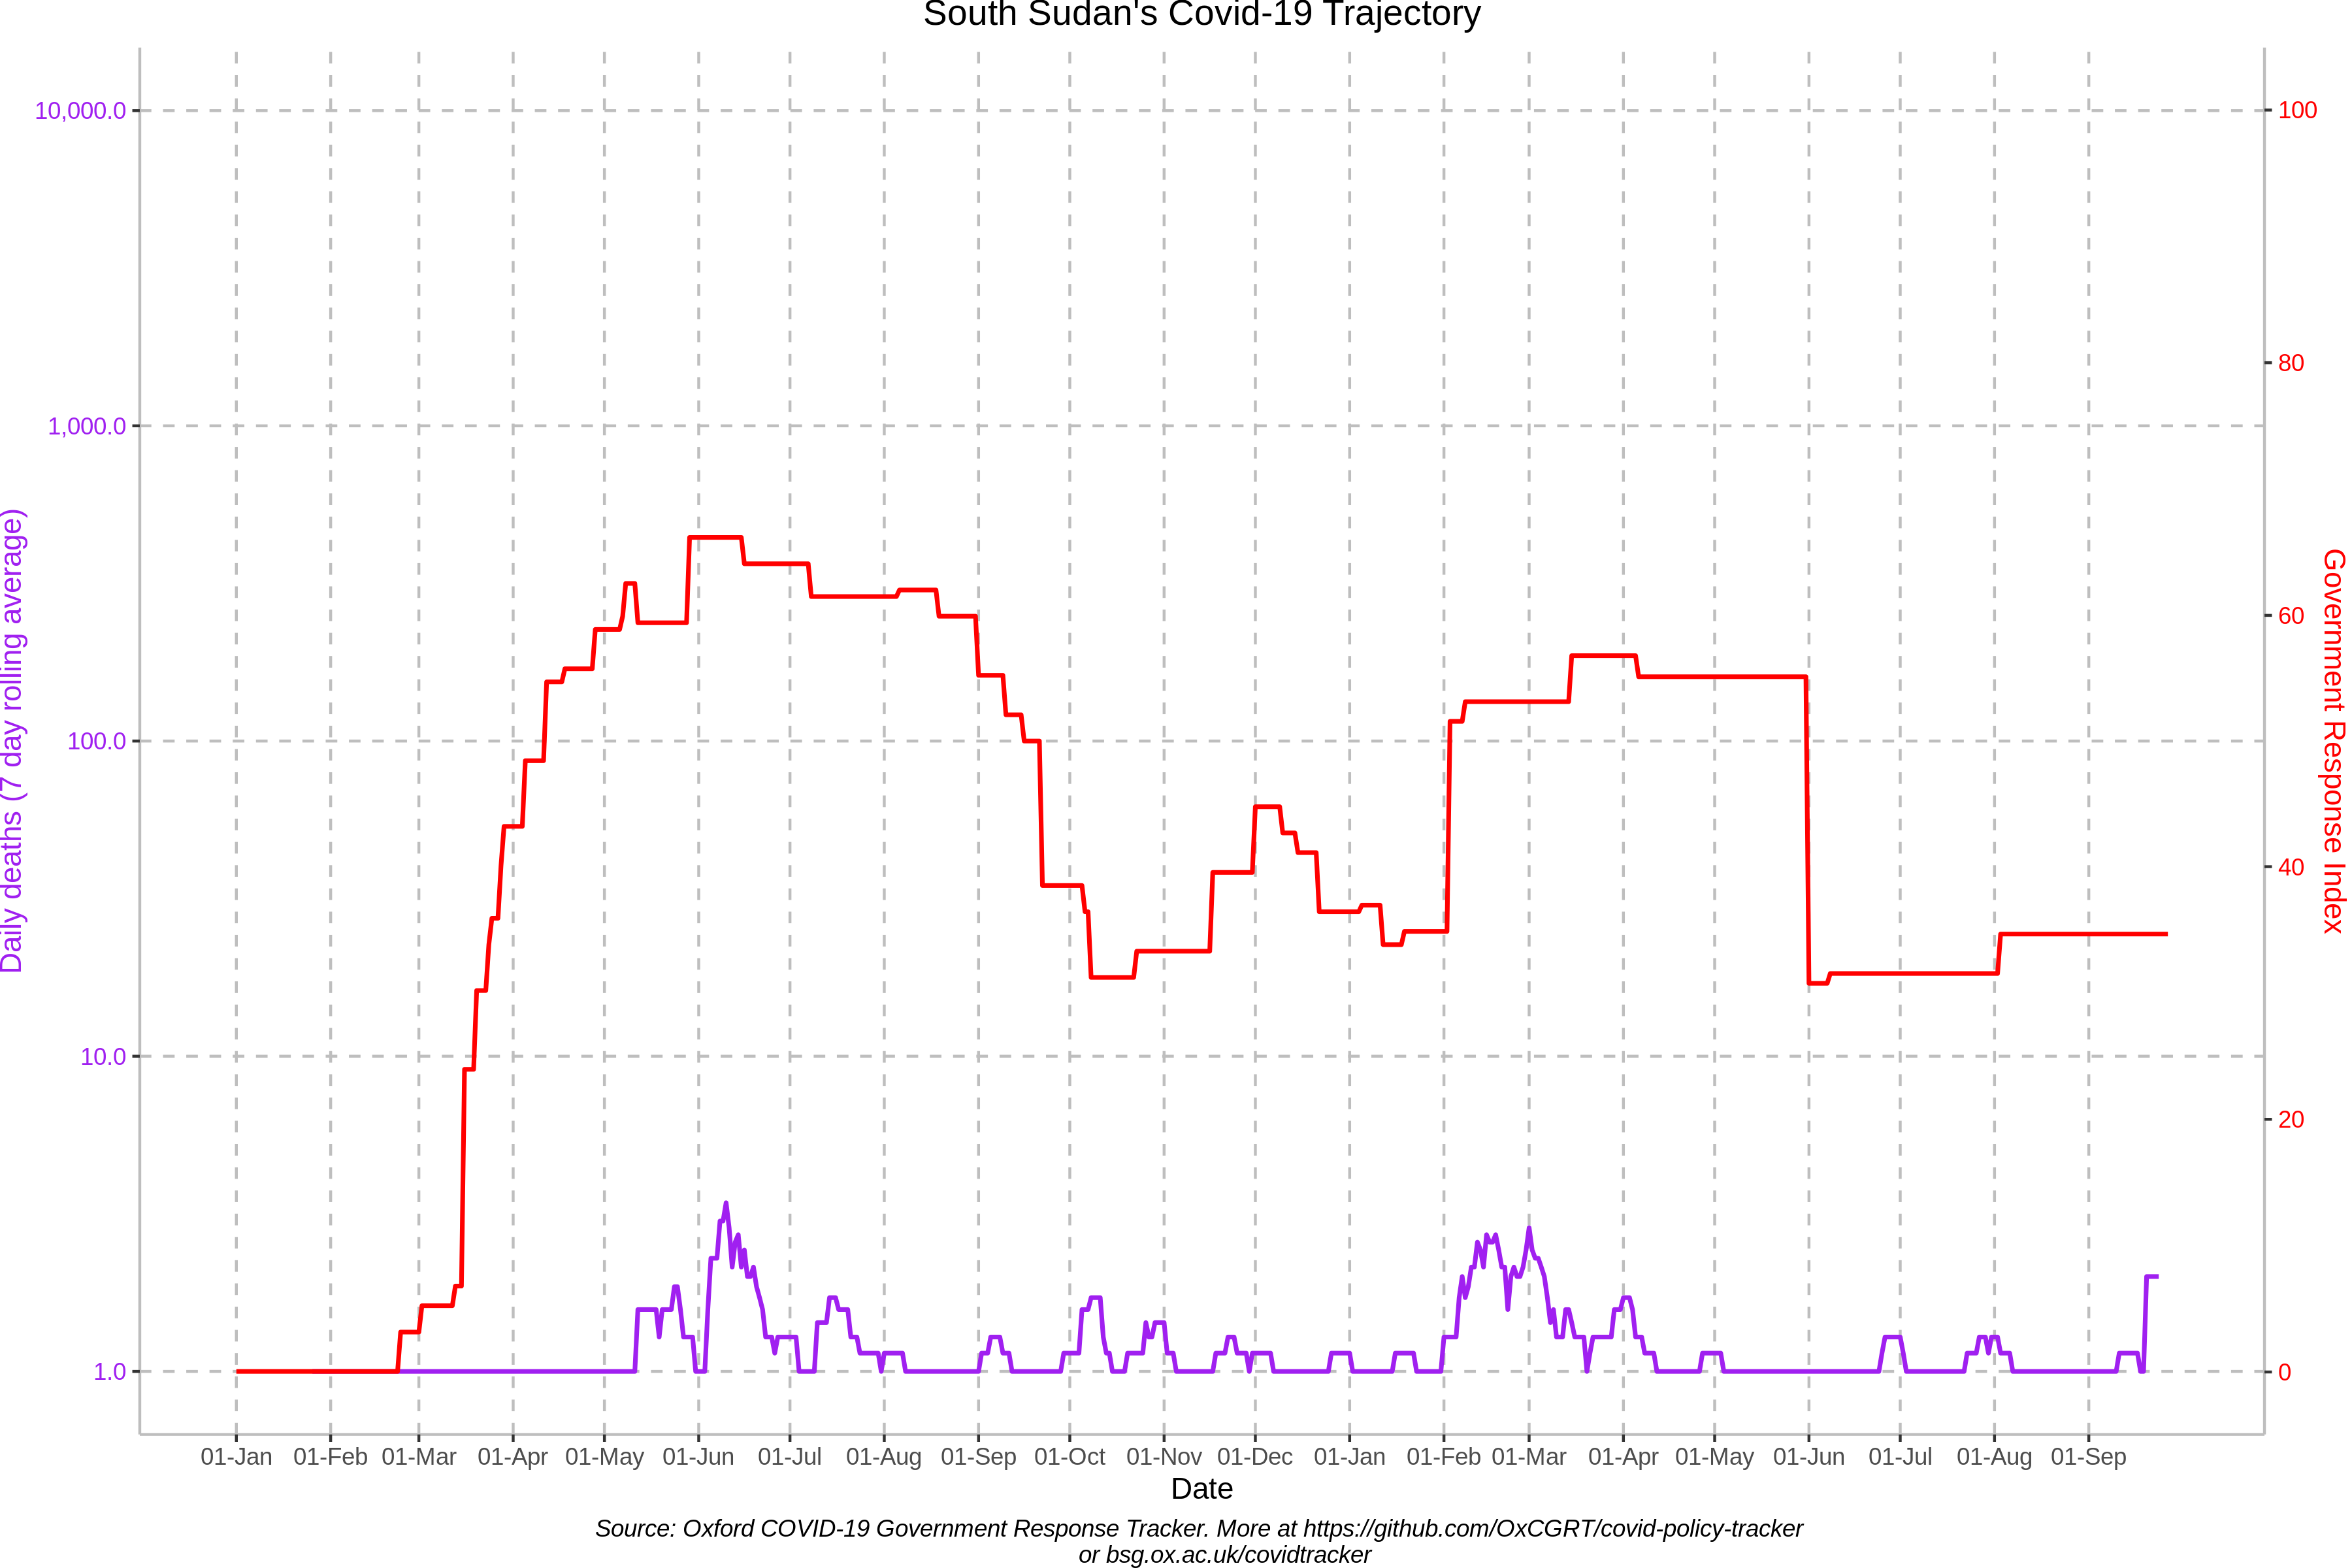 South Sudan's Covid-19 Trajectory
10,000.0
1,000.0
100.0
10.0
1.0
Daily deaths (7 day rolling average)
100
80
60
40
20
0
Government Response Index
01-Jan 01-Feb 01-Mar 01-Apr 01-May 01-Jun 01-Jul 01-Aug 01-Sep 01-Oct 01-Nov 01-Dec 01-Jan 01-Feb 01-Mar 01-Apr 01-May 01-Jun 01-Jul 01-Aug 01-Sep
Date
Source: Oxford COVID-19 Government Response Tracker. More at https://github.com/OxCGRT/covid-policy-tracker
or bsg.ox.ac.uk/covidtracker